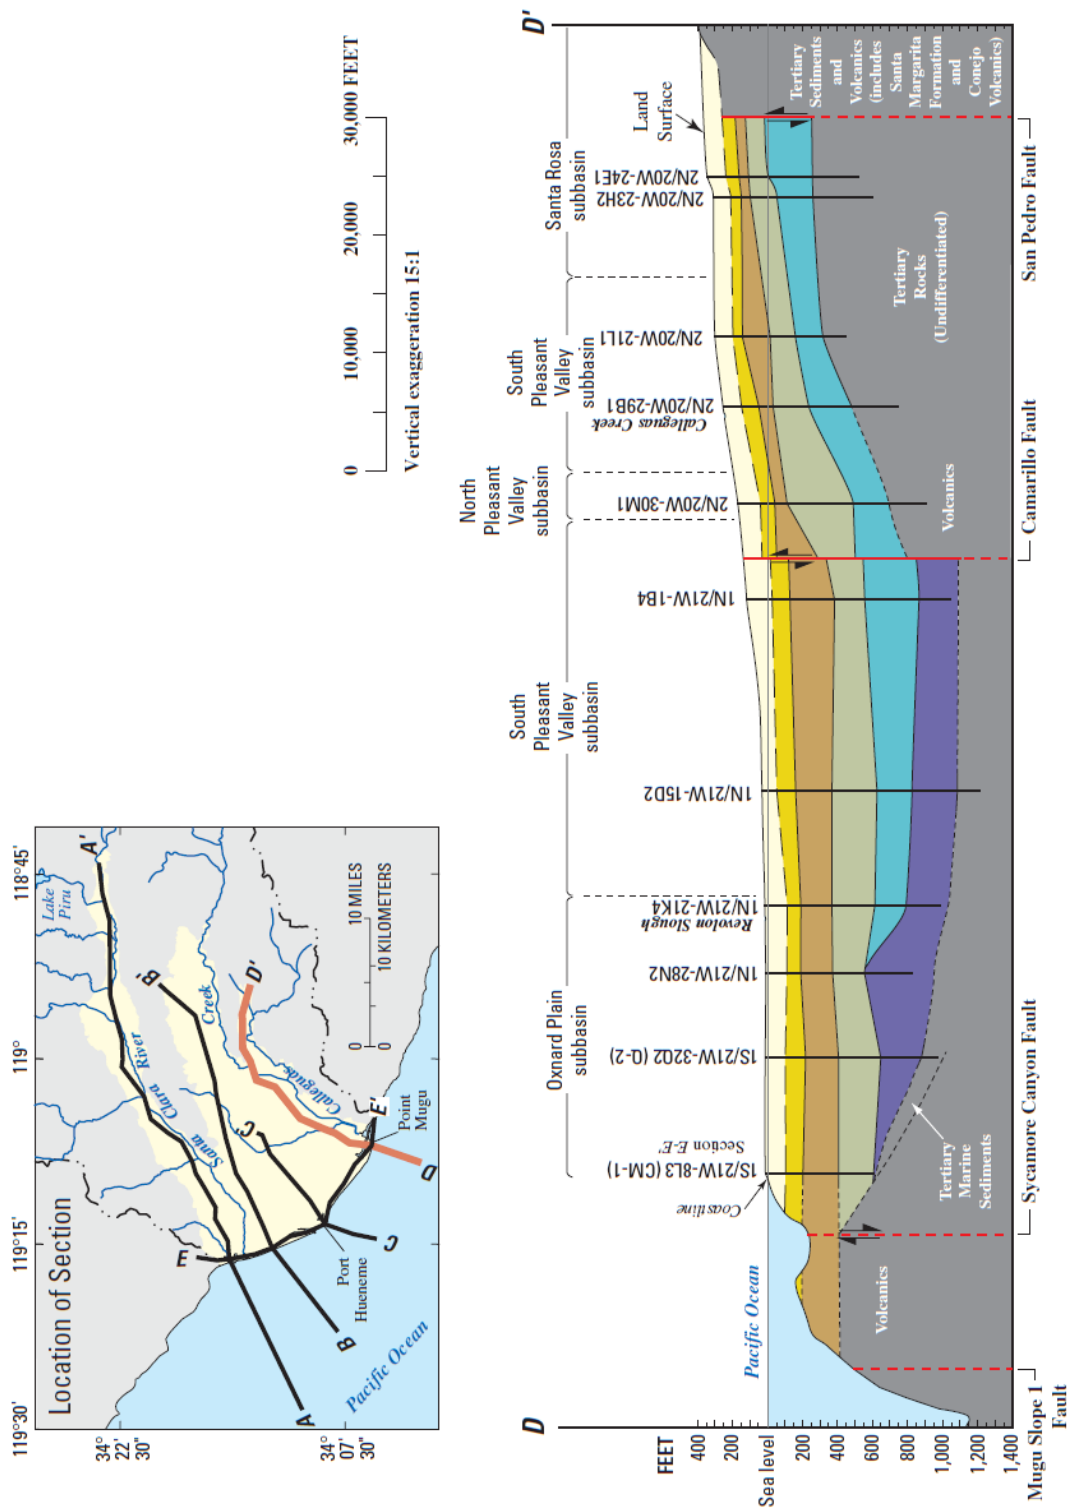 Location of Section
119°30'
119°15'
119°
118°45'
34°
22'
30"
34°
07'
30"
Lake
Piru
A'
B'
D'
C'
E'
E
A
B
C
D
Santa
Clara
River
Creek
Calleguas
Port
Hueneme
Point
Mugu
Pacific Ocean
0
10 MILES
0
10 KILOMETERS
0
10,000
20,000
30,000 FEET
Vertical exaggeration 15:1
D
D'
Oxnard Plain
subbasin
South
Pleasant
Valley
subbasin
North
Pleasant
Valley
subbasin
South
Pleasant
Valley
subbasin
Santa Rosa
subbasin
FEET
400
200
Sea level
200
400
600
800
1,000
1,200
1,400
Pacific Ocean
Coastline
1S/21W-8L3 (CM-1)
Section E-E'
1S/21W-32Q2 (Q-2)
1N/21W-28N2
Revolon Slough
1N/21W-21K4
1N/21W-15D2
1N/21W-1B4
2N/20W-30M1
Calleguas Creek
2N/20W-29B1
2N/20W-21L1
2N/20W-23H2
2N/20W-24E1
Land
Surface
Volcanics
Tertiary
Marine
Sediments
Volcanics
Tertiary
Rocks
(Undifferentiated)
Tertiary
Sediments
and
Volcanics
(includes
Santa
Margarita
Formation
and
Conejo
Volcanics)
Mugu Slope 1
Fault
Sycamore Canyon Fault
Camarillo Fault
San Pedro Fault